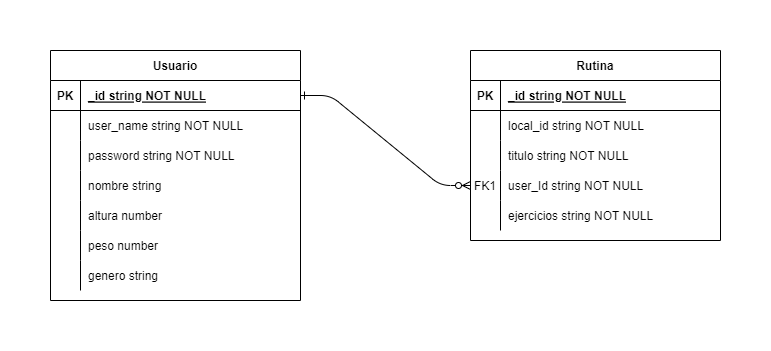 Usuario
PK _id string NOT NULL
user_name string NOT NULL
password string NOT NULL
nombre string
altura number
peso number
genero string
Rutina
PK _id string NOT NULL
local_id string NOT NULL
titulo string NOT NULL
FK1 user_Id string NOT NULL
ejercicios string NOT NULL